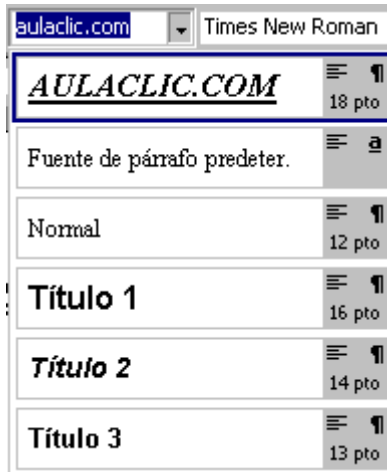 aulaclic.com Times New Roman
AULACLIC.COM
18 pto
Fuente de párrafo predeter.
a
Normal
12 pto
Título 1
16 pto
Título 2
14 pto
Título 3
13 pto